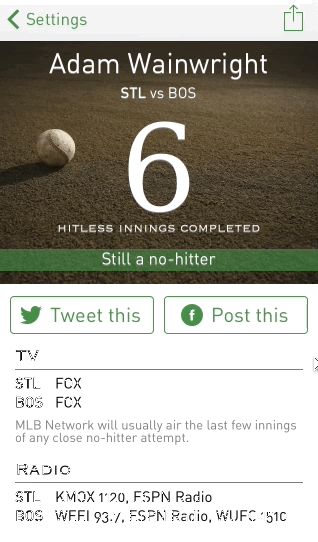 Settings
Adam Wainwright
STL vs BOS
6
HITLESS INNINGS COMPLETED
Still a no-hitter
Tweet this
Post this
TV
STL FCX
BOS FCX
MLB Network will usually air the last few innings
of any close no-hitter attempt.
RADIO
STL KMOX 1120, ESPN Radio
BOS WEEI 93.7, ESPN Radio, WUFC 1510